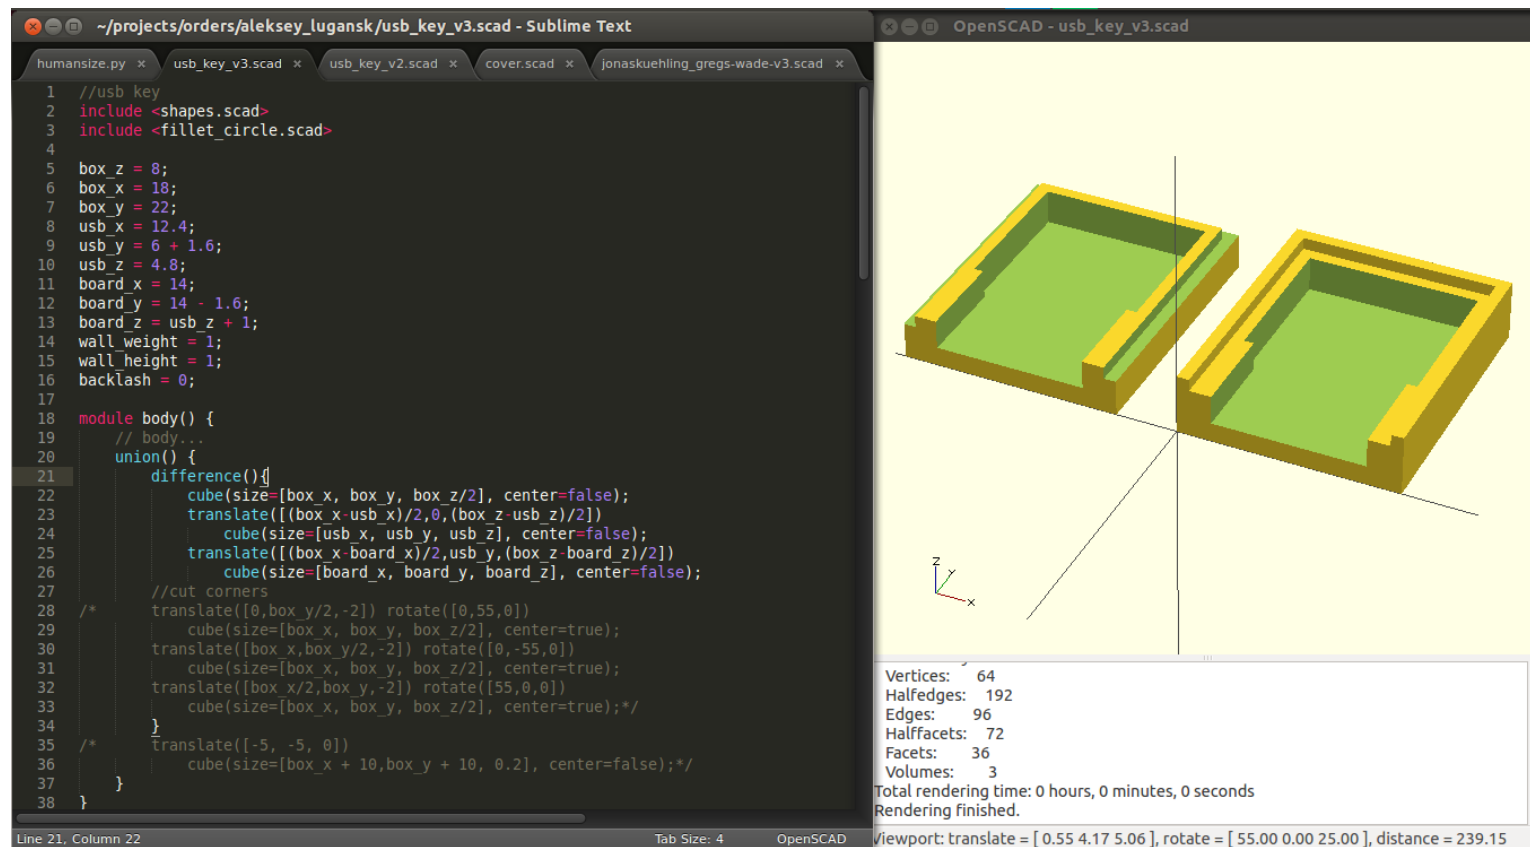 ~/projects/orders/aleksey_lugansk/usb_key_v3.scad - Sublime Text
humansize.py × usb_key_v3.scad × usb_key_v2.scad × cover.scad × jonaskuehling_gregs-wade-v3.scad ×
1 //usb key
2 include <shapes.scad>
3 include <fillet_circle.scad>
4
5 box_z = 8;
6 box_x = 18;
7 box_y = 22;
8 usb_x = 12.4;
9 usb_y = 6 + 1.6;
10 usb_z = 4.8;
11 board_x = 14;
12 board_y = 14 - 1.6;
13 board_z = usb_z + 1;
14 wall_weight = 1;
15 wall_height = 1;
16 backlash = 0;
17
18 module body() {
19 // body...
20 union() {
21 difference(){
22 cube(size=[box_x, box_y, box_z/2], center=false);
23 translate([(box_x-usb_x)/2,0,(box_z-usb_z)/2])
24 cube(size=[usb_x, usb_y, usb_z], center=false);
25 translate([(box_x-board_x)/2,usb_y,(box_z-board_z)/2])
26 cube(size=[board_x, board_y, board_z], center=false);
27 //cut corners
28 /* translate([0,box_y/2,-2]) rotate([0,55,0])
29 cube(size=[box_x, box_y, box_z/2], center=true);
30 translate([box_x,box_y/2,-2]) rotate([0,-55,0])
31 cube(size=[box_x, box_y, box_z/2], center=true);
32 translate([box_x/2,box_y,-2]) rotate([55,0,0])
33 cube(size=[box_x, box_y, box_z/2], center=true);*/
34 }
35 /* translate([-5, -5, 0])
36 cube(size=[box_x + 10,box_y + 10, 0.2], center=false);*/
37 }
38 }
Line 21, Column 22 Tab Size: 4 OpenSCAD
OpenSCAD - usb_key_v3.scad
z
y
x
Vertices: 64
Halfedges: 192
Edges: 96
Halffacets: 72
Facets: 36
Volumes: 3
Total rendering time: 0 hours, 0 minutes, 0 seconds
Rendering finished.
Viewport: translate = [ 0.55 4.17 5.06 ], rotate = [ 55.00 0.00 25.00 ], distance = 239.15